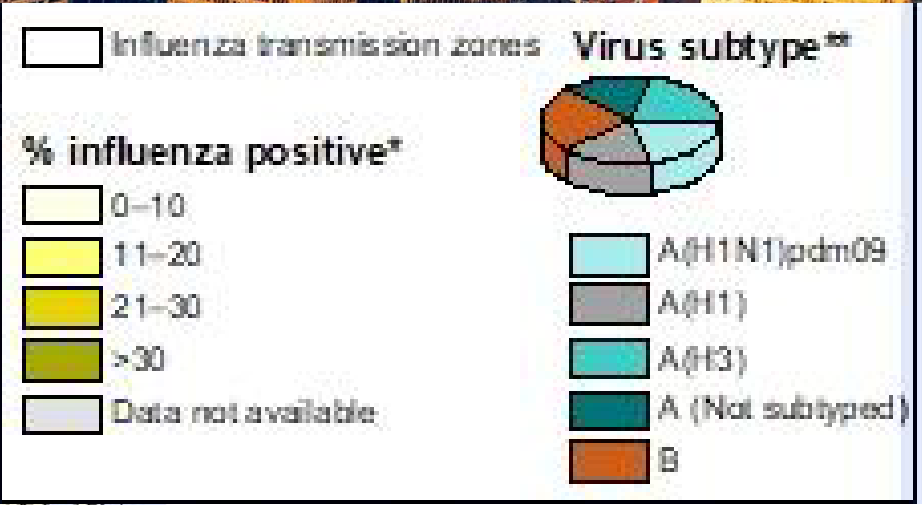 Influenza transmission zones
% influenza positive*
0–10
11–20
21–30
>30
Data not available
Virus subtype**
A(H1N1)pdm09
A(H1)
A(H3)
A (Not subtyped)
B